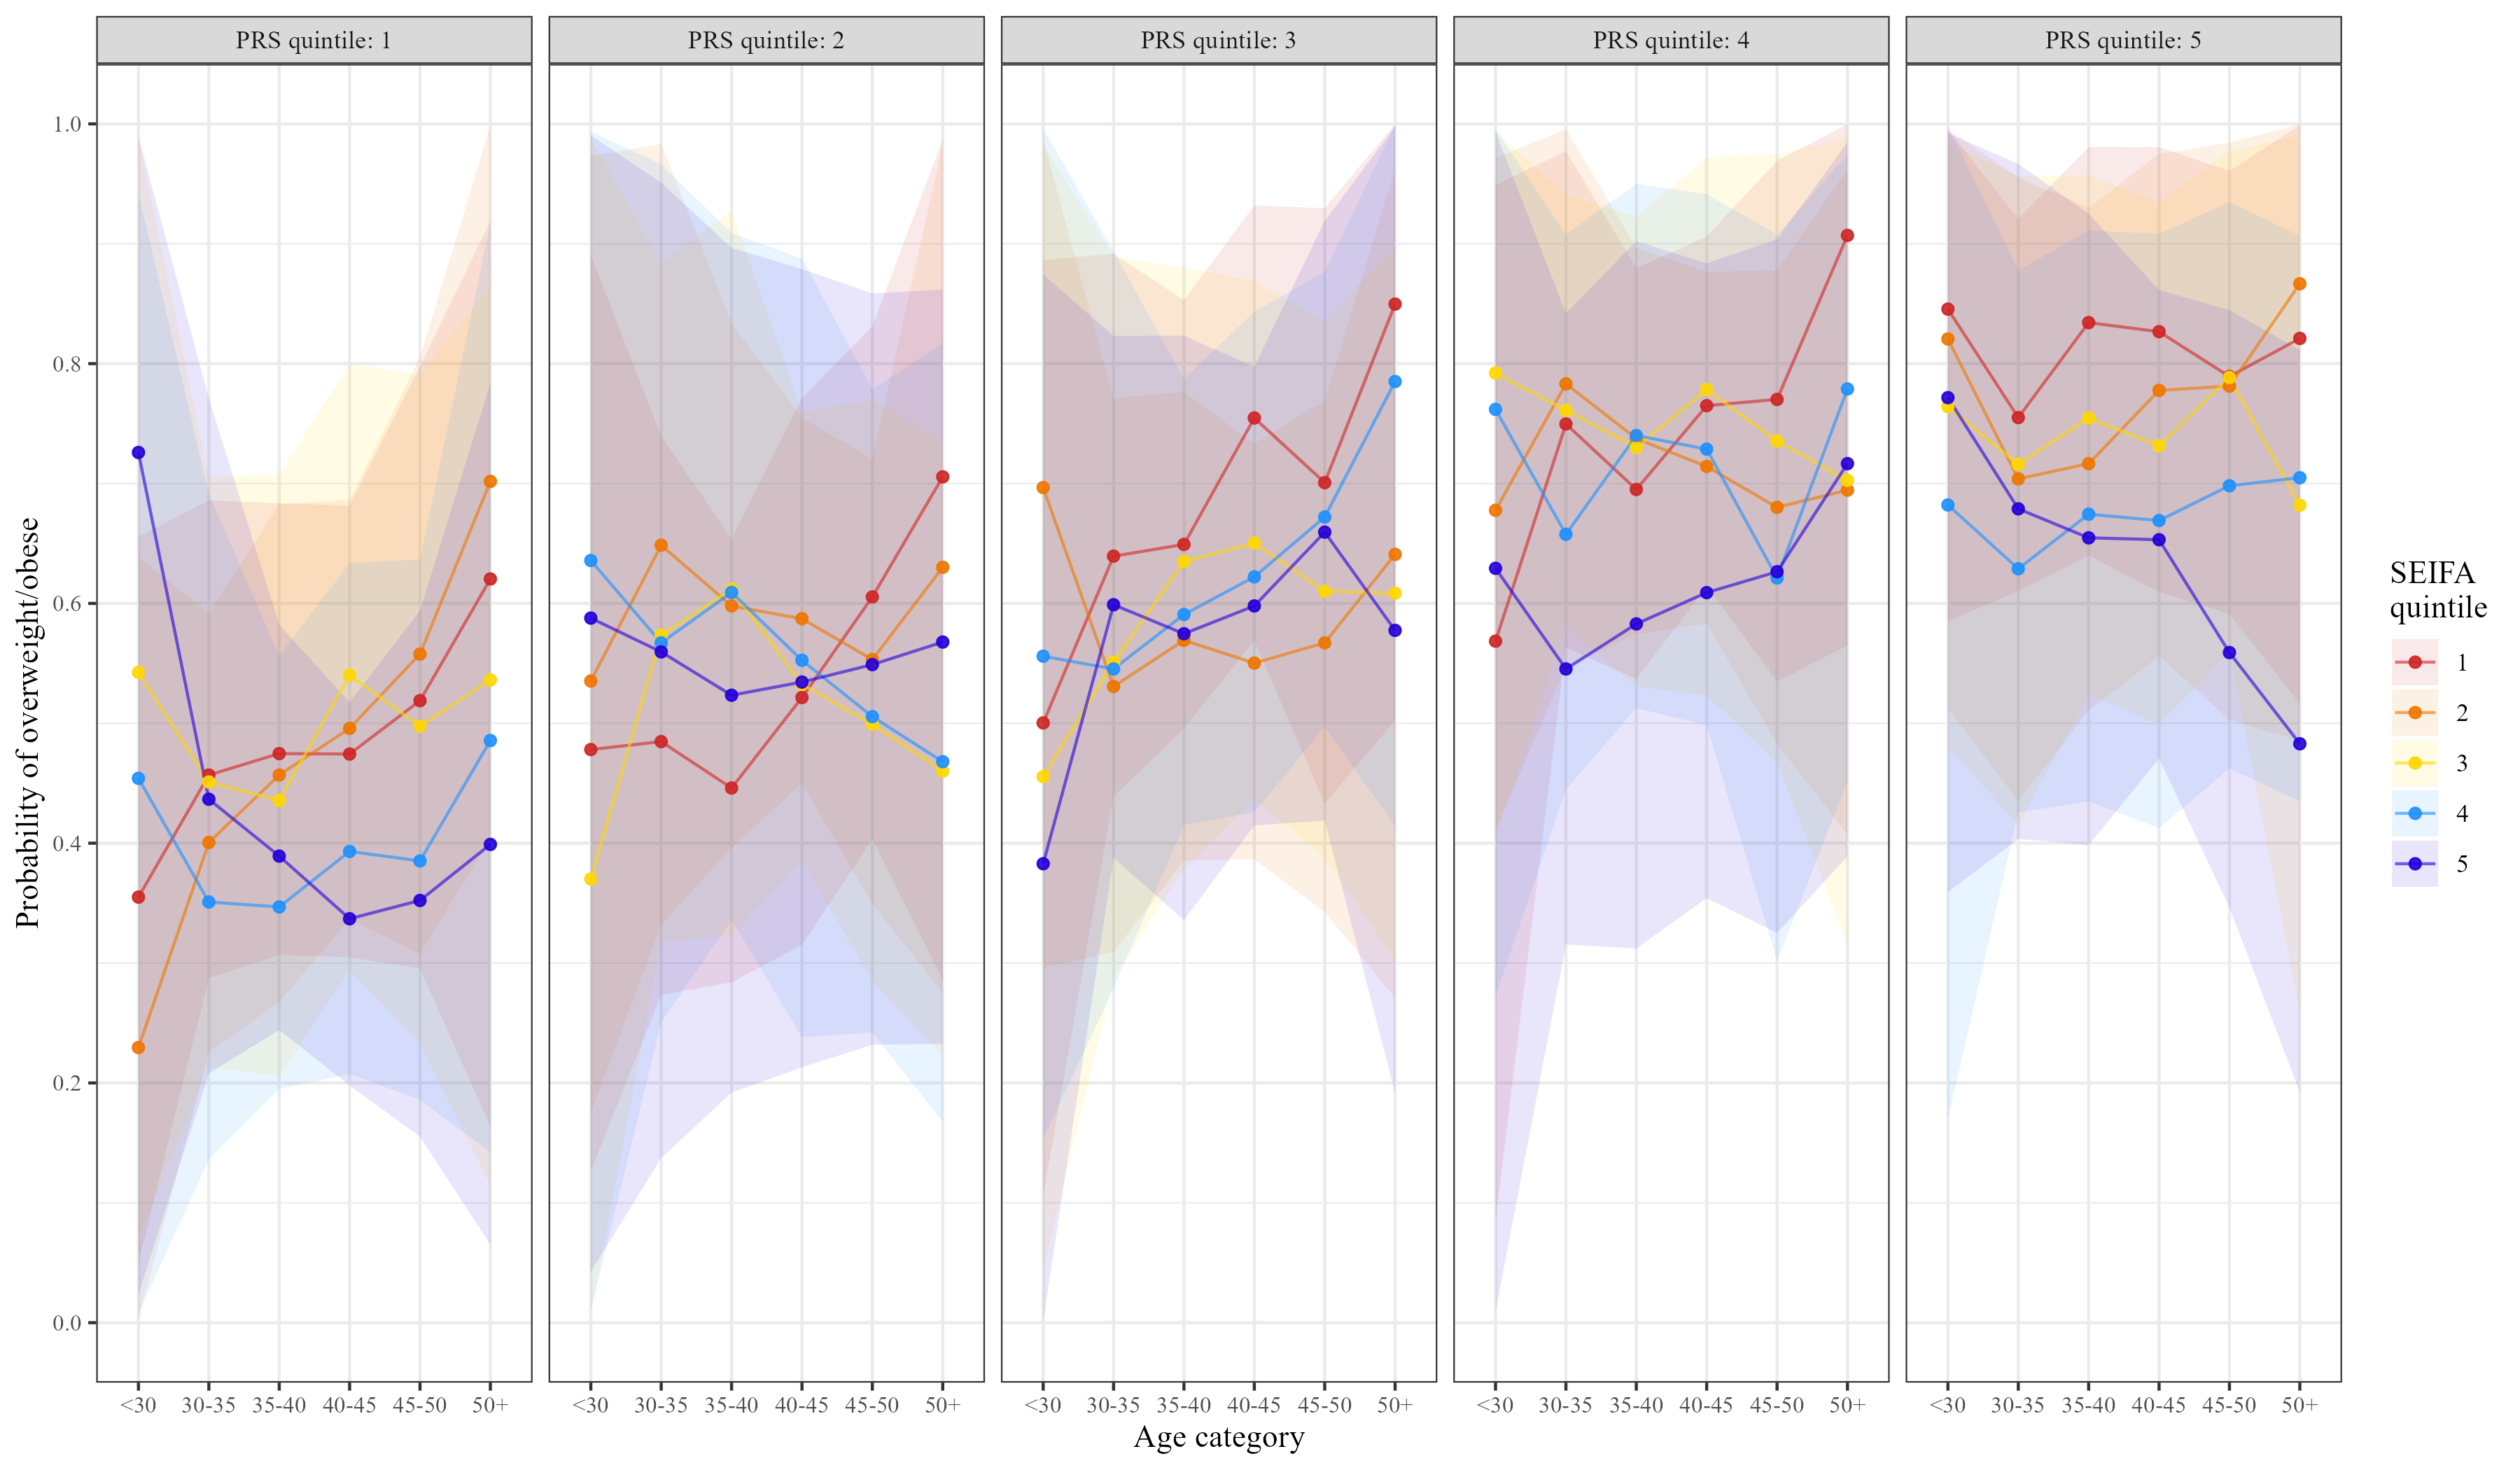 PRS quintile: 1
PRS quintile: 2
PRS quintile: 3
PRS quintile: 4
PRS quintile: 5
Probability of overweight/obese
1.0
0.8
0.6
0.4
0.2
0.0
<30 30-35 35-40 40-45 45-50 50+
<30 30-35 35-40 40-45 45-50 50+
<30 30-35 35-40 40-45 45-50 50+
<30 30-35 35-40 40-45 45-50 50+
<30 30-35 35-40 40-45 45-50 50+
Age category
SEIFA
quintile
1
2
3
4
5